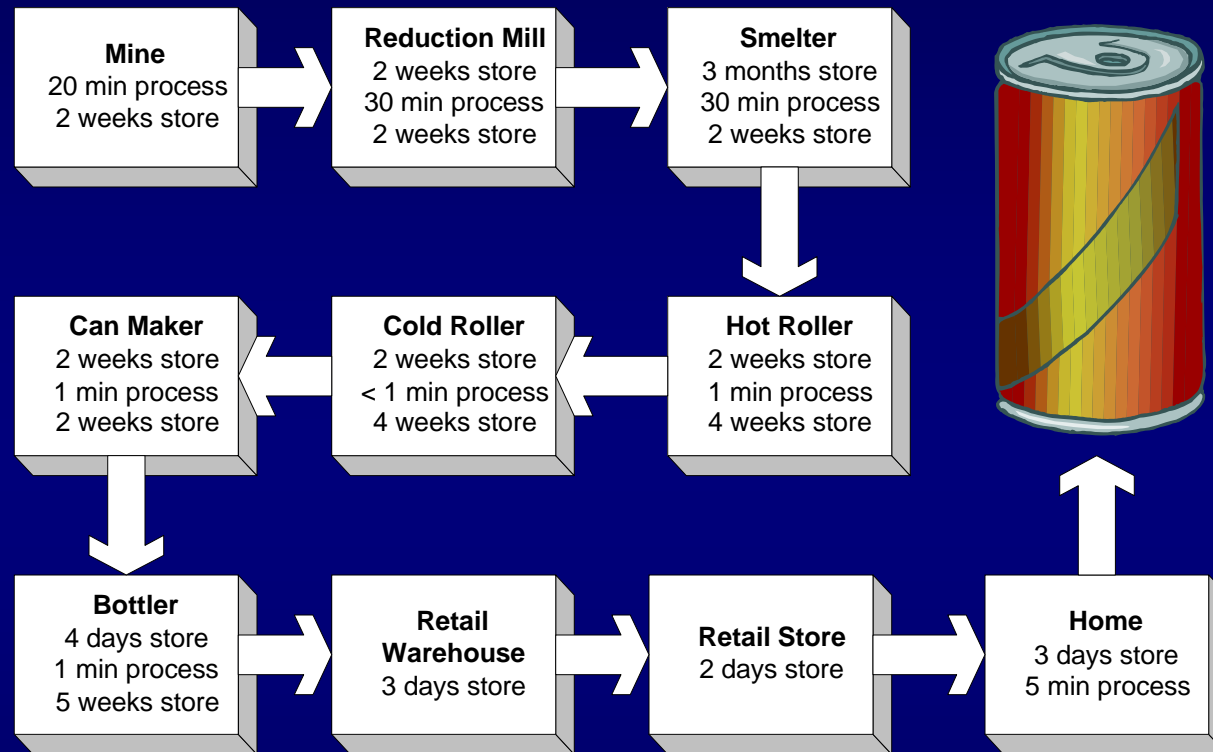 Mine
20 min process
2 weeks store
Reduction Mill
2 weeks store
30 min process
2 weeks store
Smelter
3 months store
30 min process
2 weeks store
Can Maker
2 weeks store
1 min process
2 weeks store
Cold Roller
2 weeks store
< 1 min process
4 weeks store
Hot Roller
2 weeks store
1 min process
4 weeks store
Bottler
4 days store
1 min process
5 weeks store
Retail
Warehouse
3 days store
Retail Store
2 days store
Home
3 days store
5 min process